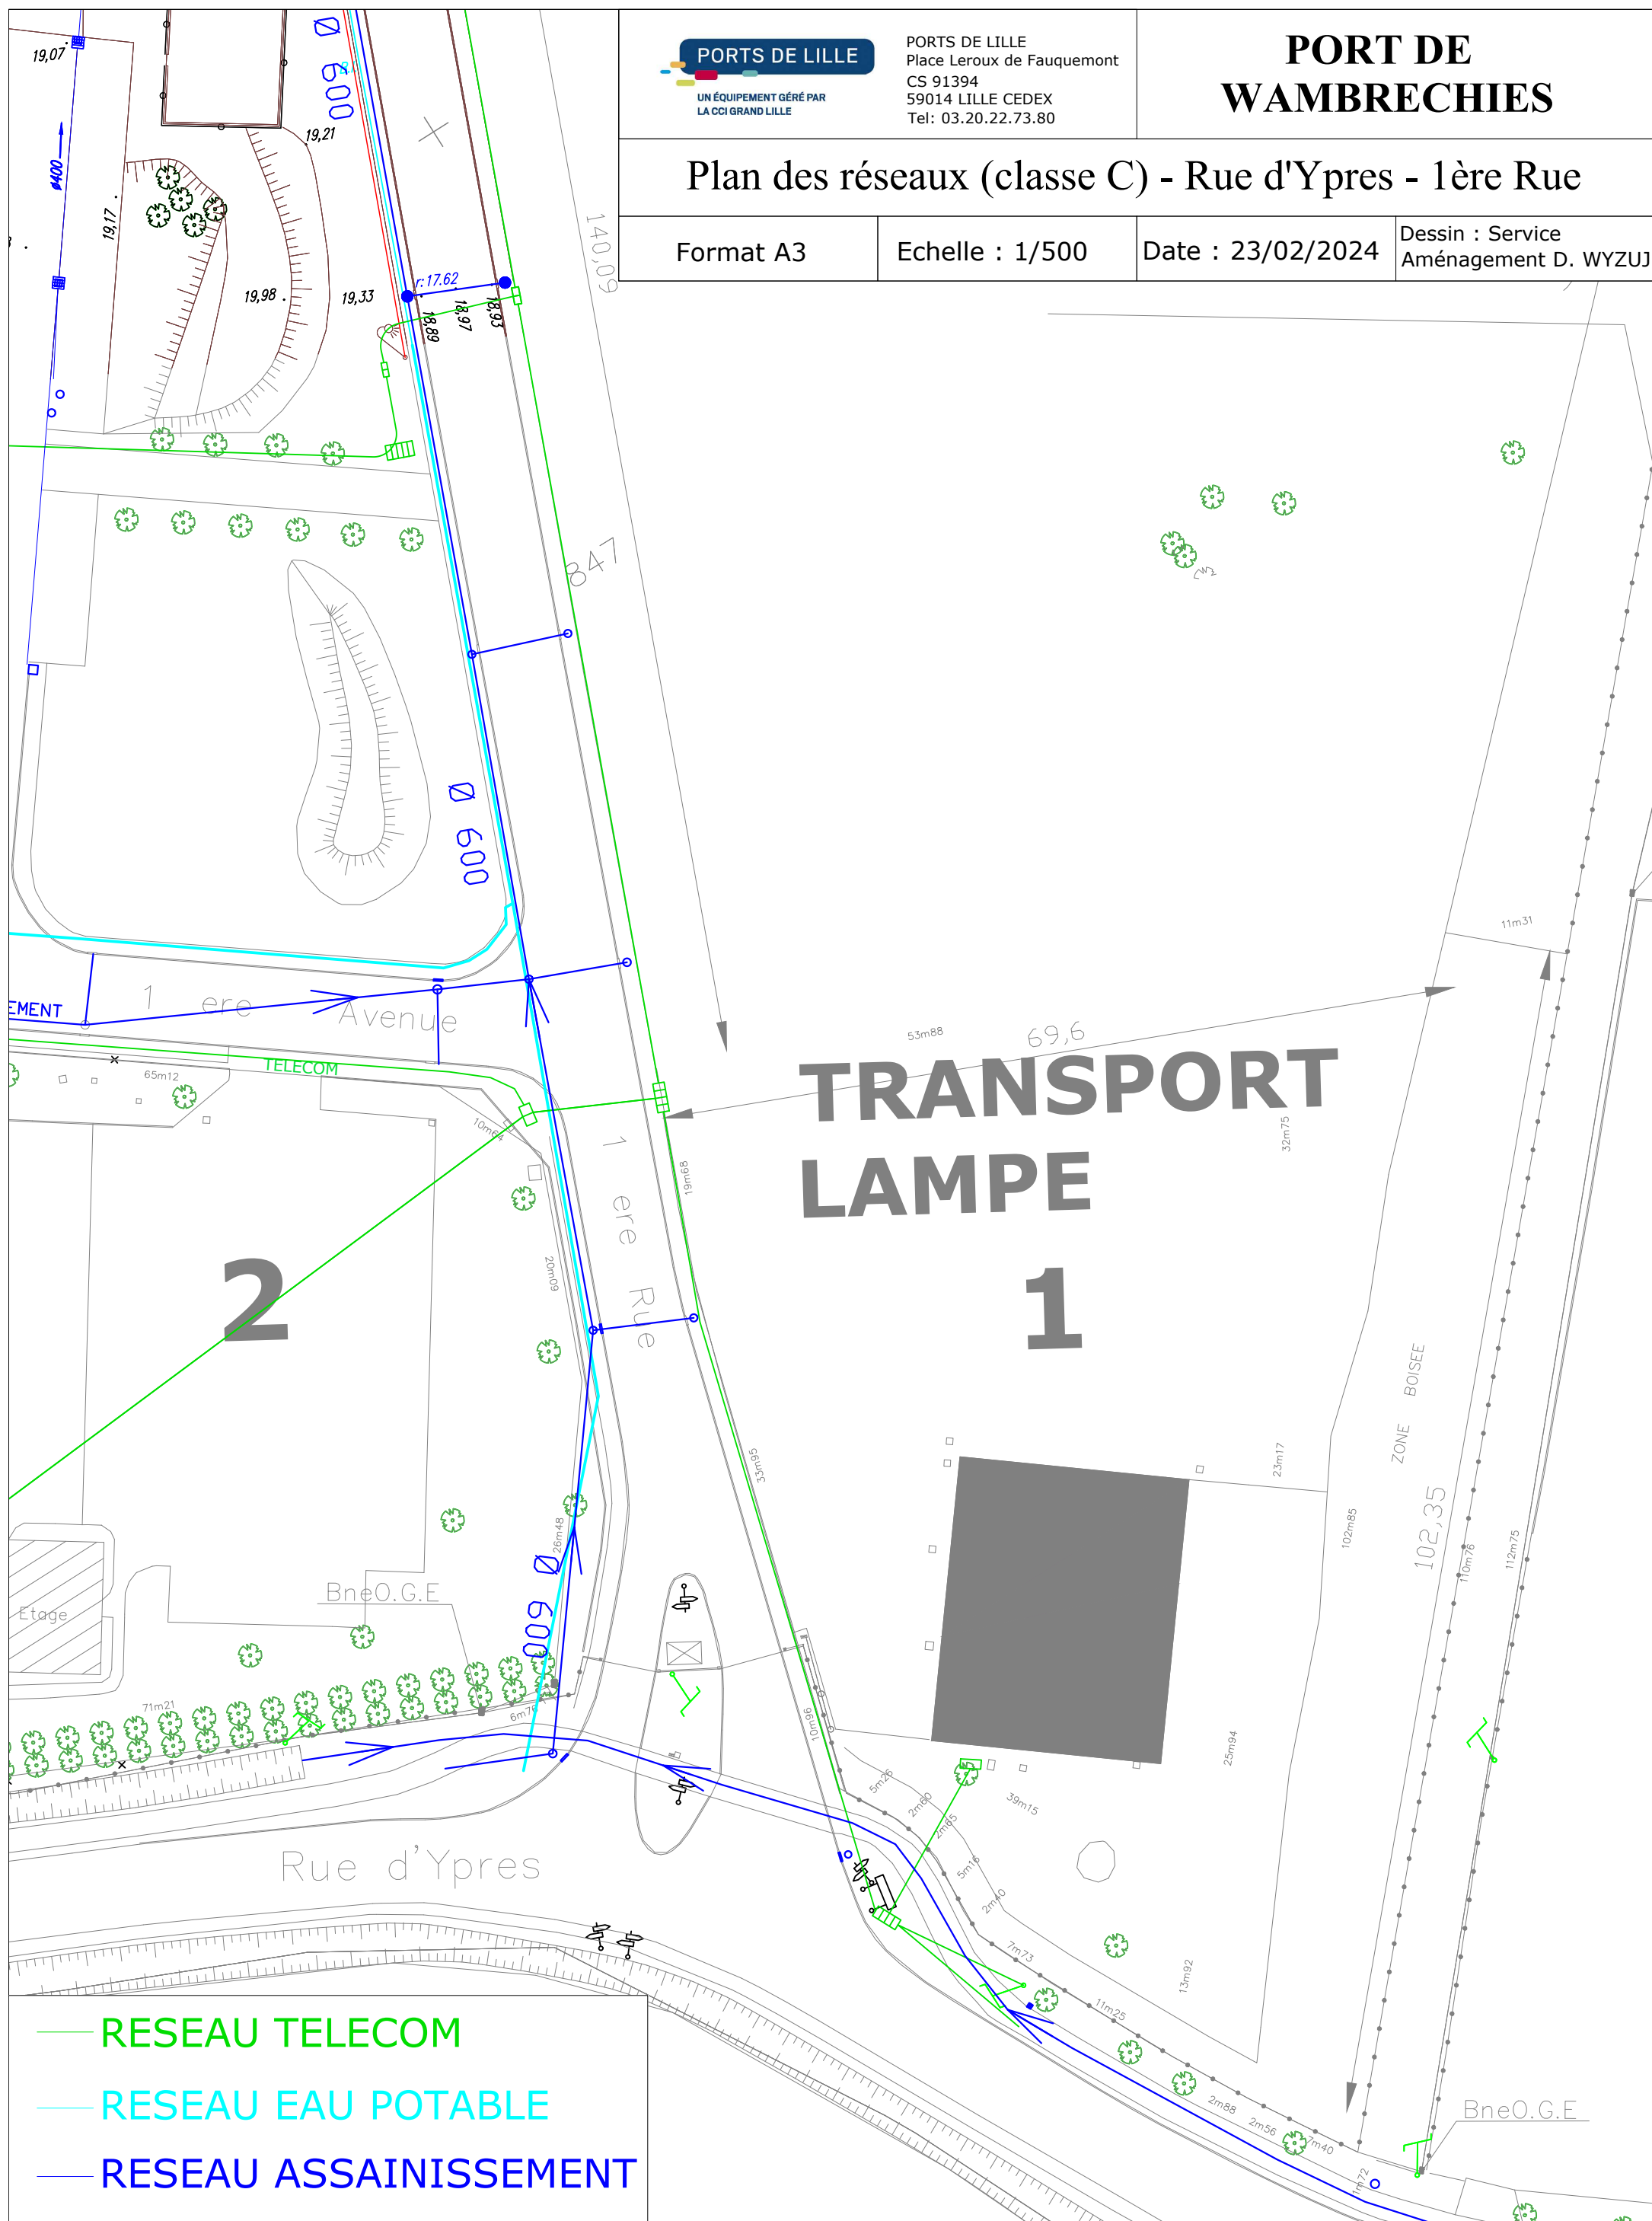 PORTS DE LILLE
UN ÉQUIPEMENT GÉRÉ PAR
LA CCI GRAND LILLE
PORTS DE LILLE
Place Leroux de Fauquemont
CS 91394
59014 LILLE CEDEX
Tel: 03.20.22.73.80
PORT DE
WAMBRECHIES
Plan des réseaux (classe C) - Rue d'Ypres - 1ère Rue
Format A3
Echelle : 1/500
Date : 23/02/2024
Dessin : Service
Aménagement D. WYZUJ
19,07
Ø 600
19,21
ø400
19,17
19,98
19,33
r:17.62
18,89
18,97
18,93
140,09
847
Ø 600
11m31
1 ere Avenue
EMENT
TELECOM
65m12
10m64
53m88
69,6
TRANSPORT
LAMPE
1
32m75
19m68
1 ere Rue
20m09
2
33m95
23m17
ZONE BOISEE
102m85
102,35
110m76
112m75
26m48
Ø 600
BneO.G.E
Etage
71m21
6m76
10m96
25m94
5m26
2m60
2m65
39m15
5m16
2m40
Rue d'Ypres
7m73
13m92
11m25
2m88
2m56
7m40
1m72
BneO.G.E
RESEAU TELECOM
RESEAU EAU POTABLE
RESEAU ASSAINISSEMENT